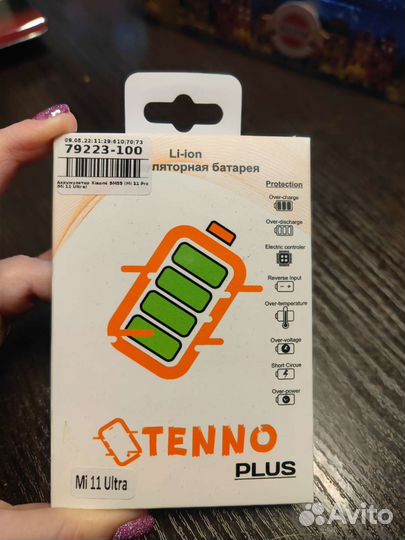 09.08.22:11:29:610/70/73
79223-100
Аккумулятор Xiaomi BM55 (Mi 11 Pro
Mi 11 Ultra)
Li-ion
ляторная батарея
Protection
Over-charge
Over-discharge
Electric controler
Reverse Input
Over-temperature
Over-voltage
Short Circue
Over-power
TENNO
PLUS
Mi 11 Ultra
Avito